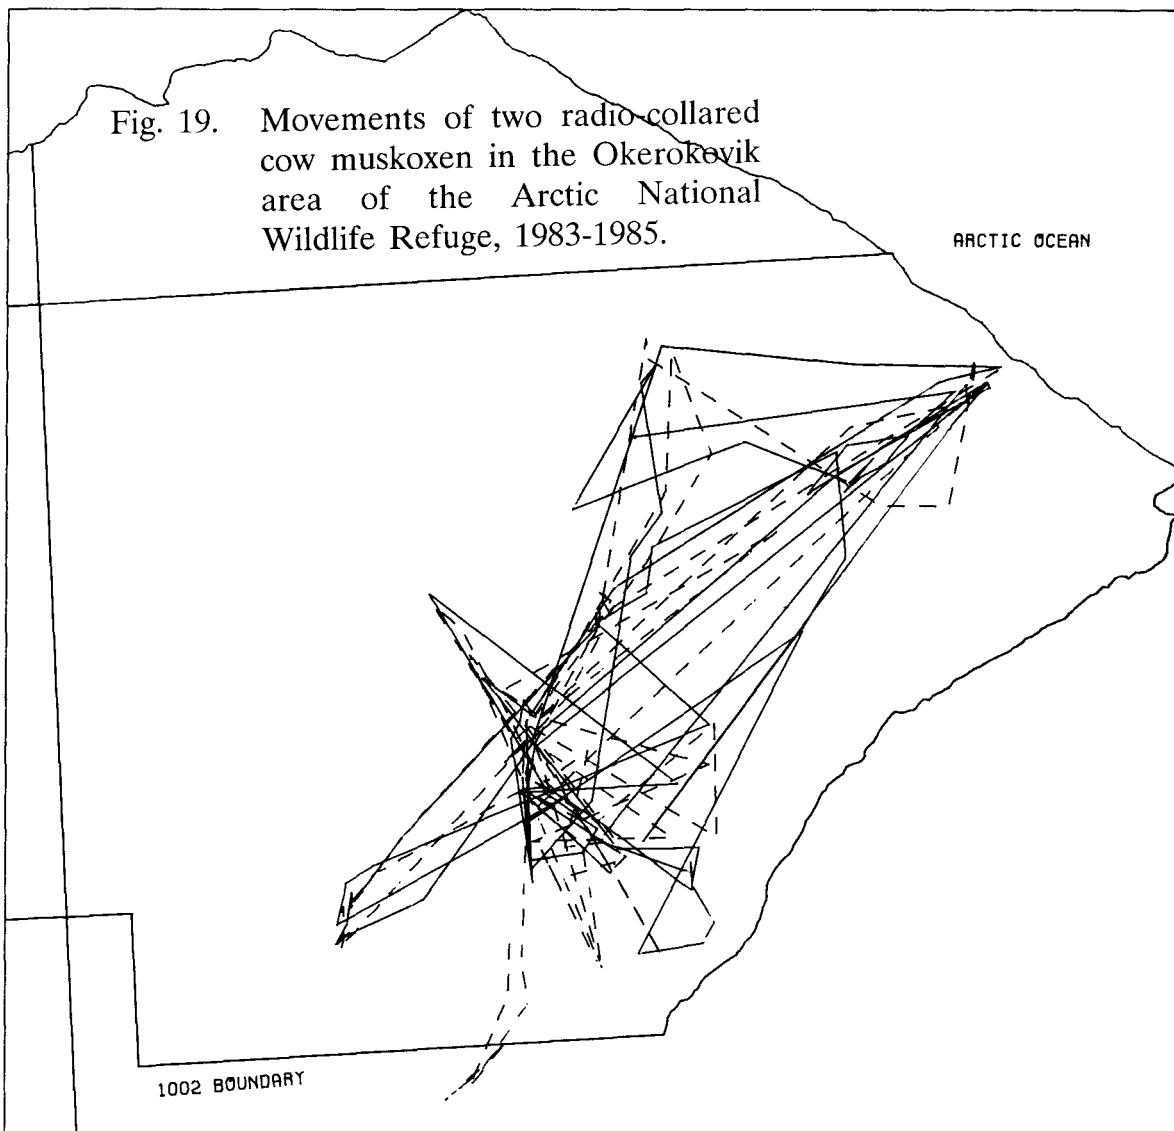 Fig. 19. Movements of two radio-collared
cow muskoxen in the Okerokovik
area of the Arctic National
Wildlife Refuge, 1983-1985.
ARCTIC OCEAN
1002 BOUNDARY